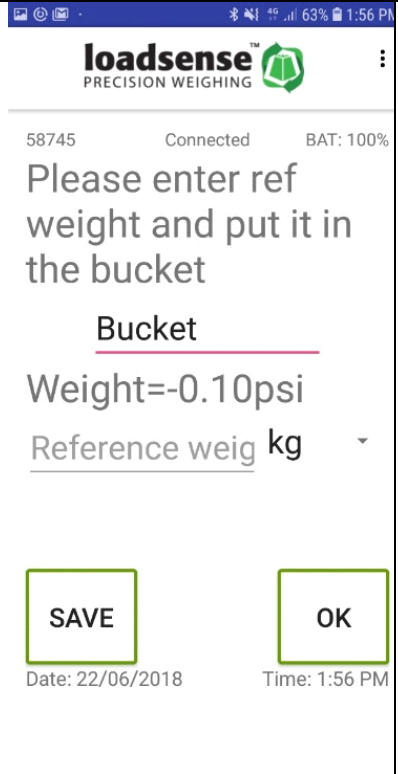 4G 63% 1:56 PM
loadsense™
PRECISION WEIGHING
58745 Connected BAT: 100%
Please enter ref
weight and put it in
the bucket
Bucket
Weight=-0.10psi
Reference weig kg
SAVE OK
Date: 22/06/2018 Time: 1:56 PM